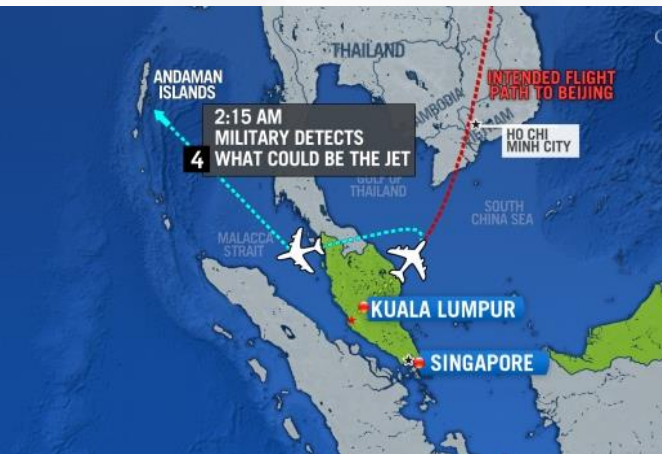 THAILAND
ANDAMAN
ISLANDS
INTENDED FLIGHT
PATH TO BEIJING
2:15 AM
MILITARY DETECTS
4 WHAT COULD BE THE JET
CAMBODIA
HO CHI
MINH CITY
GULF OF
THAILAND
SOUTH
CHINA SEA
MALACCA
STRAIT
KUALA LUMPUR
SINGAPORE